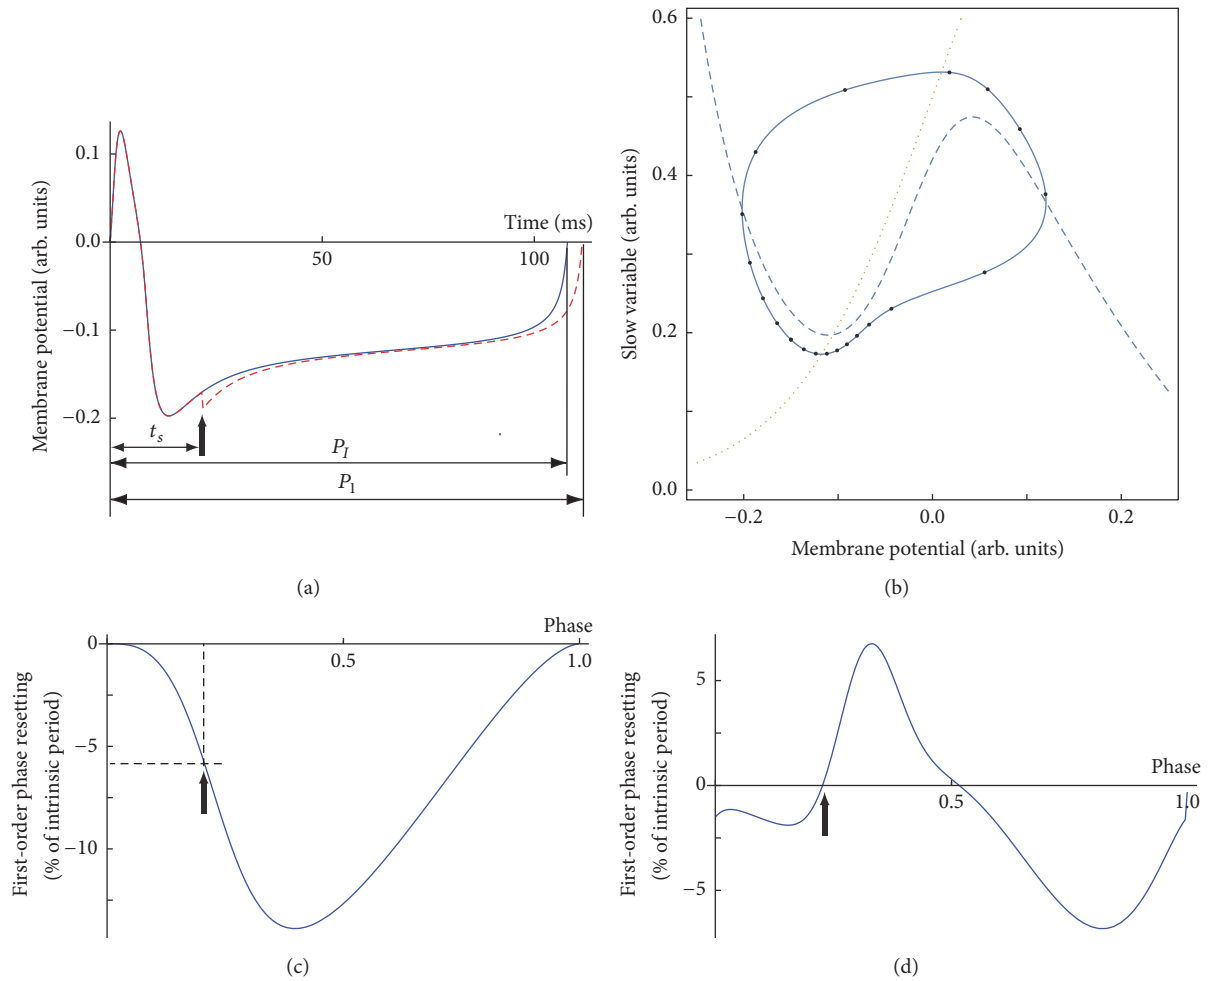 0.1
0.0
−0.1
−0.2
Membrane potential (arb. units)
Time (ms)
50
100
t_s
P_I
P_1
(a)
0.6
0.4
0.2
0.0
Slow variable (arb. units)
−0.2
0.0
0.2
Membrane potential (arb. units)
(b)
0
−5
−10
First-order phase resetting
(% of intrinsic period)
Phase
0.5
1.0
(c)
5
0
−5
First-order phase resetting
(% of intrinsic period)
Phase
0.5
1.0
(d)